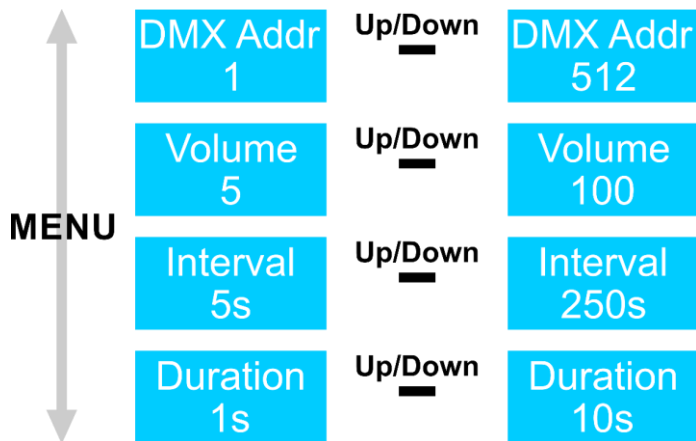 DMX Addr
1
Up/Down
DMX Addr
512
Volume
5
Up/Down
Volume
100
MENU
Interval
5s
Up/Down
Interval
250s
Duration
1s
Up/Down
Duration
10s